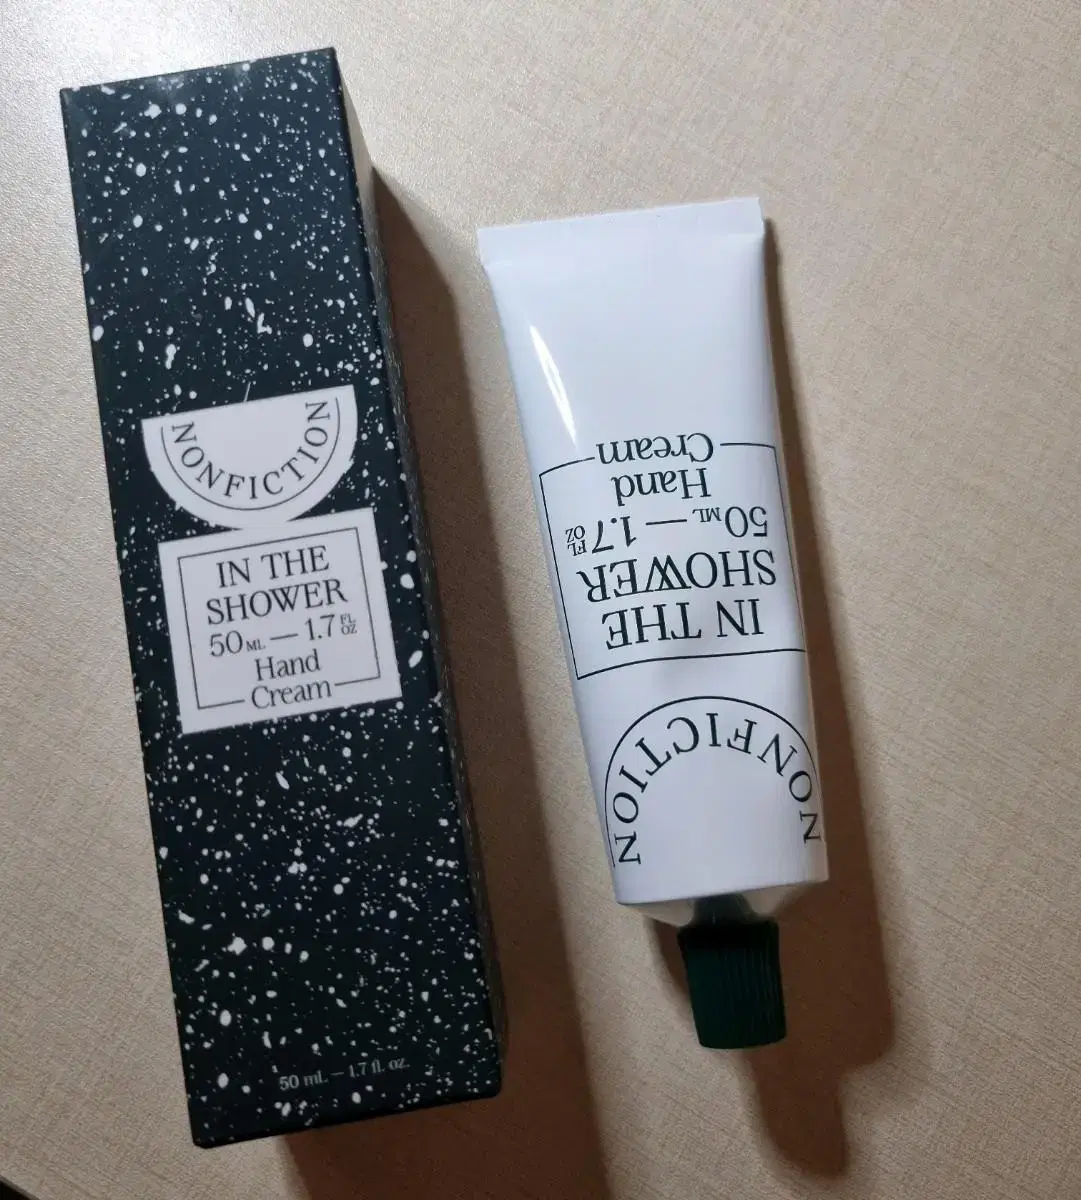 NONFICTION
IN THE
SHOWER
50 ML — 1.7 FL OZ
Hand
Cream
50 mL — 1.7 fl. oz.
NONFICTION
IN THE
SHOWER
50 ML — 1.7 FL OZ
Hand
Cream